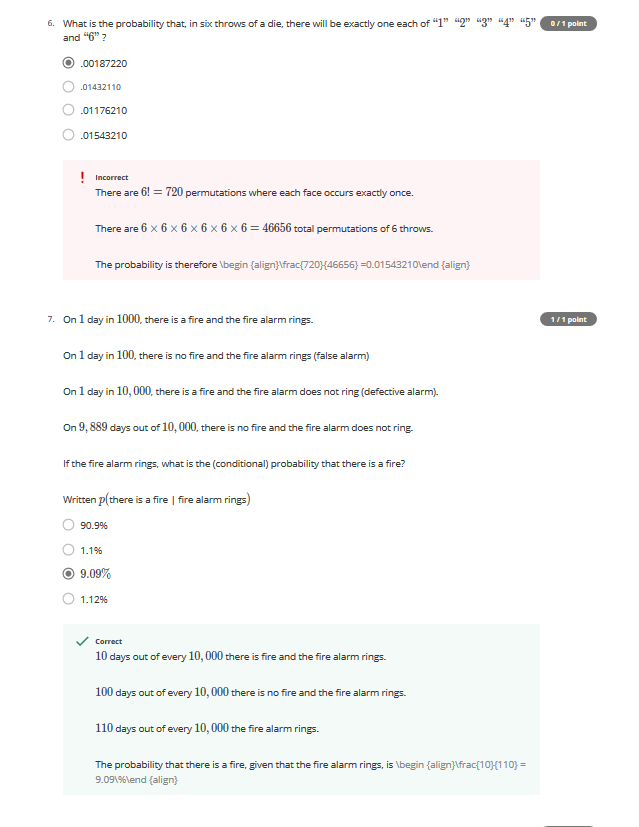 6. What is the probability that, in six throws of a die, there will be exactly one each of “1” “2” “3” “4” “5” 0 / 1 point
and “6” ?
.00187220
.01432110
.01176210
.01543210
! Incorrect
There are 6! = 720 permutations where each face occurs exactly once.
There are 6 × 6 × 6 × 6 × 6 × 6 = 46656 total permutations of 6 throws.
The probability is therefore \begin {align}\frac{720}{46656} =0.01543210\end {align}
7. On 1 day in 1000, there is a fire and the fire alarm rings. 1 / 1 point
On 1 day in 100, there is no fire and the fire alarm rings (false alarm)
On 1 day in 10, 000, there is a fire and the fire alarm does not ring (defective alarm).
On 9, 889 days out of 10, 000, there is no fire and the fire alarm does not ring.
If the fire alarm rings, what is the (conditional) probability that there is a fire?
Written p(there is a fire | fire alarm rings)
90.9%
1.1%
9.09%
1.12%
Correct
10 days out of every 10, 000 there is fire and the fire alarm rings.
100 days out of every 10, 000 there is no fire and the fire alarm rings.
110 days out of every 10, 000 the fire alarm rings.
The probability that there is a fire, given that the fire alarm rings, is \begin {align}\frac{10}{110} =
9.09\%\end {align}